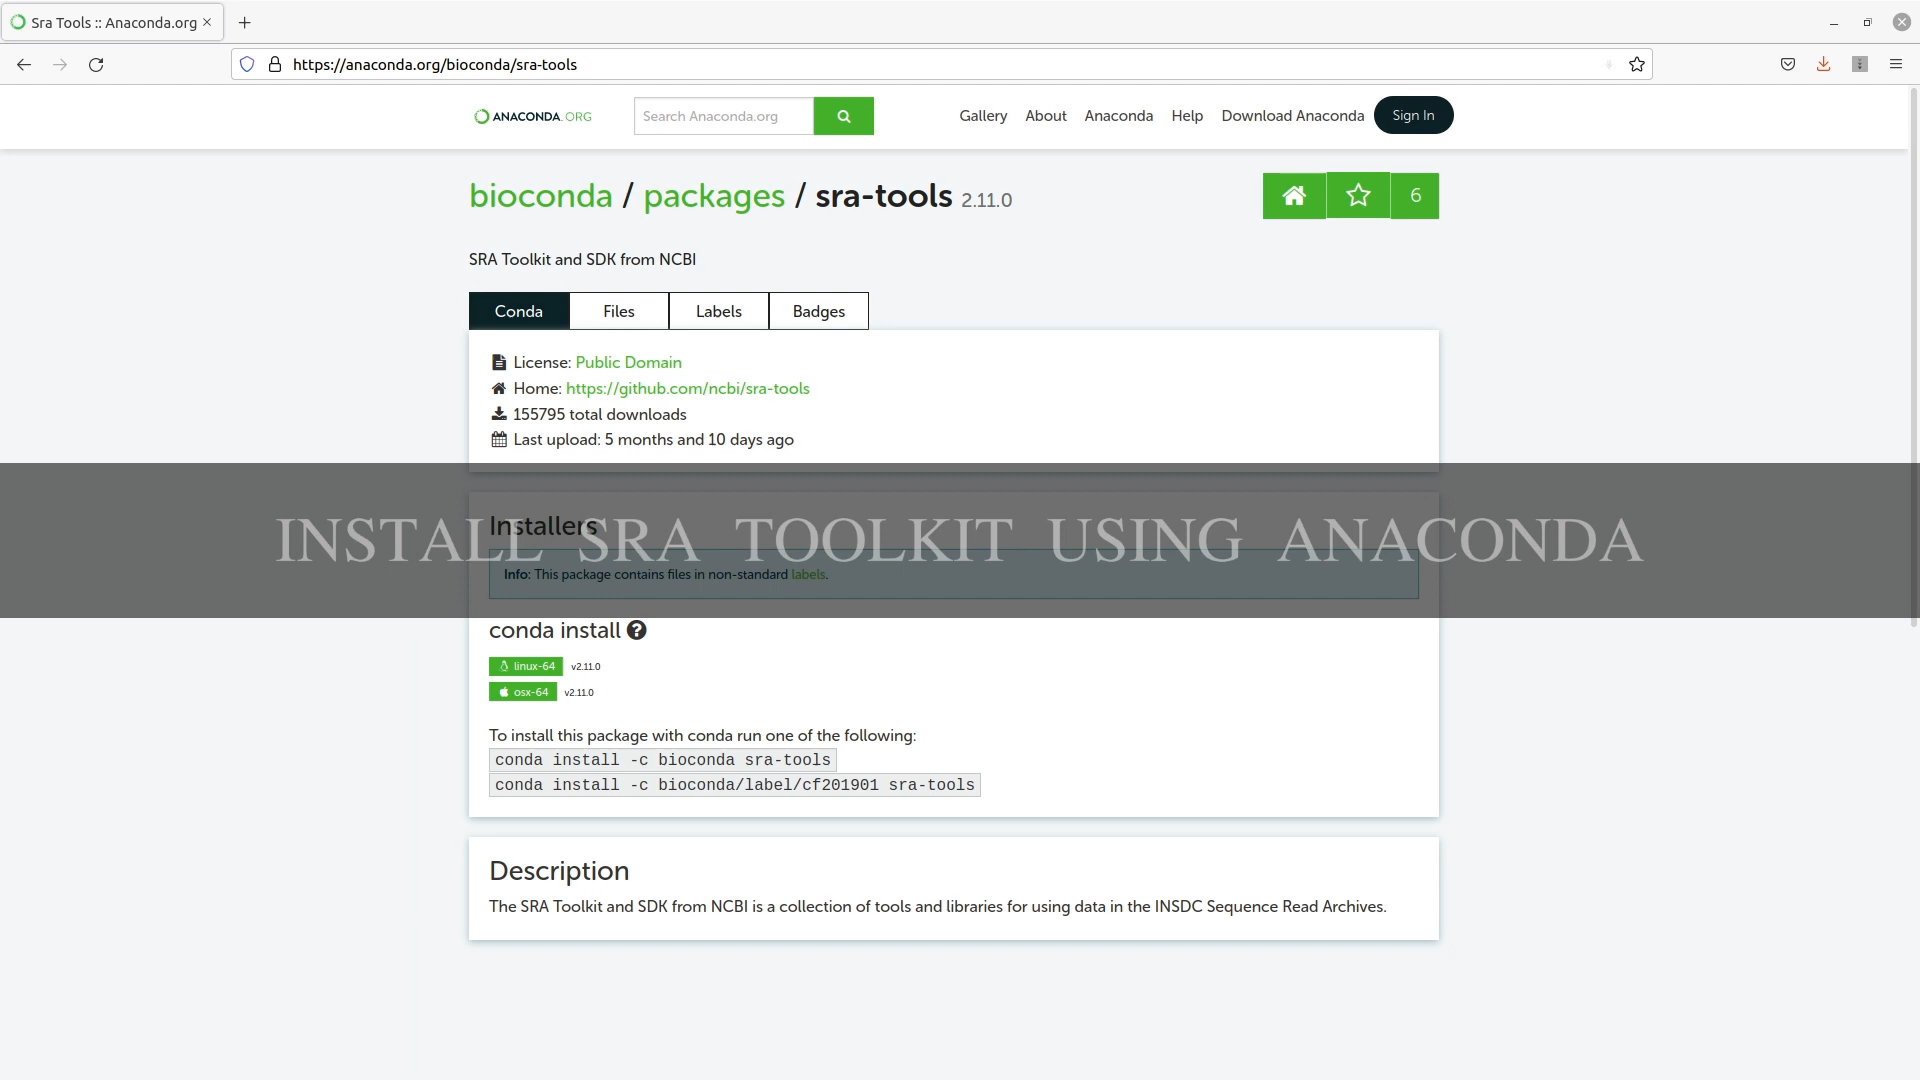 Sra Tools :: Anaconda.org
https://anaconda.org/bioconda/sra-tools
ANACONDA.ORG
Search Anaconda.org
Gallery About Anaconda Help Download Anaconda Sign In
bioconda / packages / sra-tools 2.11.0
6
SRA Toolkit and SDK from NCBI
Conda Files Labels Badges
License: Public Domain
Home: https://github.com/ncbi/sra-tools
155795 total downloads
Last upload: 5 months and 10 days ago
Installers
INSTALL SRA TOOLKIT USING ANACONDA
Info: This package contains files in non-standard labels.
conda install ?
linux-64 v2.11.0
osx-64 v2.11.0
To install this package with conda run one of the following:
conda install -c bioconda sra-tools
conda install -c bioconda/label/cf201901 sra-tools
Description
The SRA Toolkit and SDK from NCBI is a collection of tools and libraries for using data in the INSDC Sequence Read Archives.